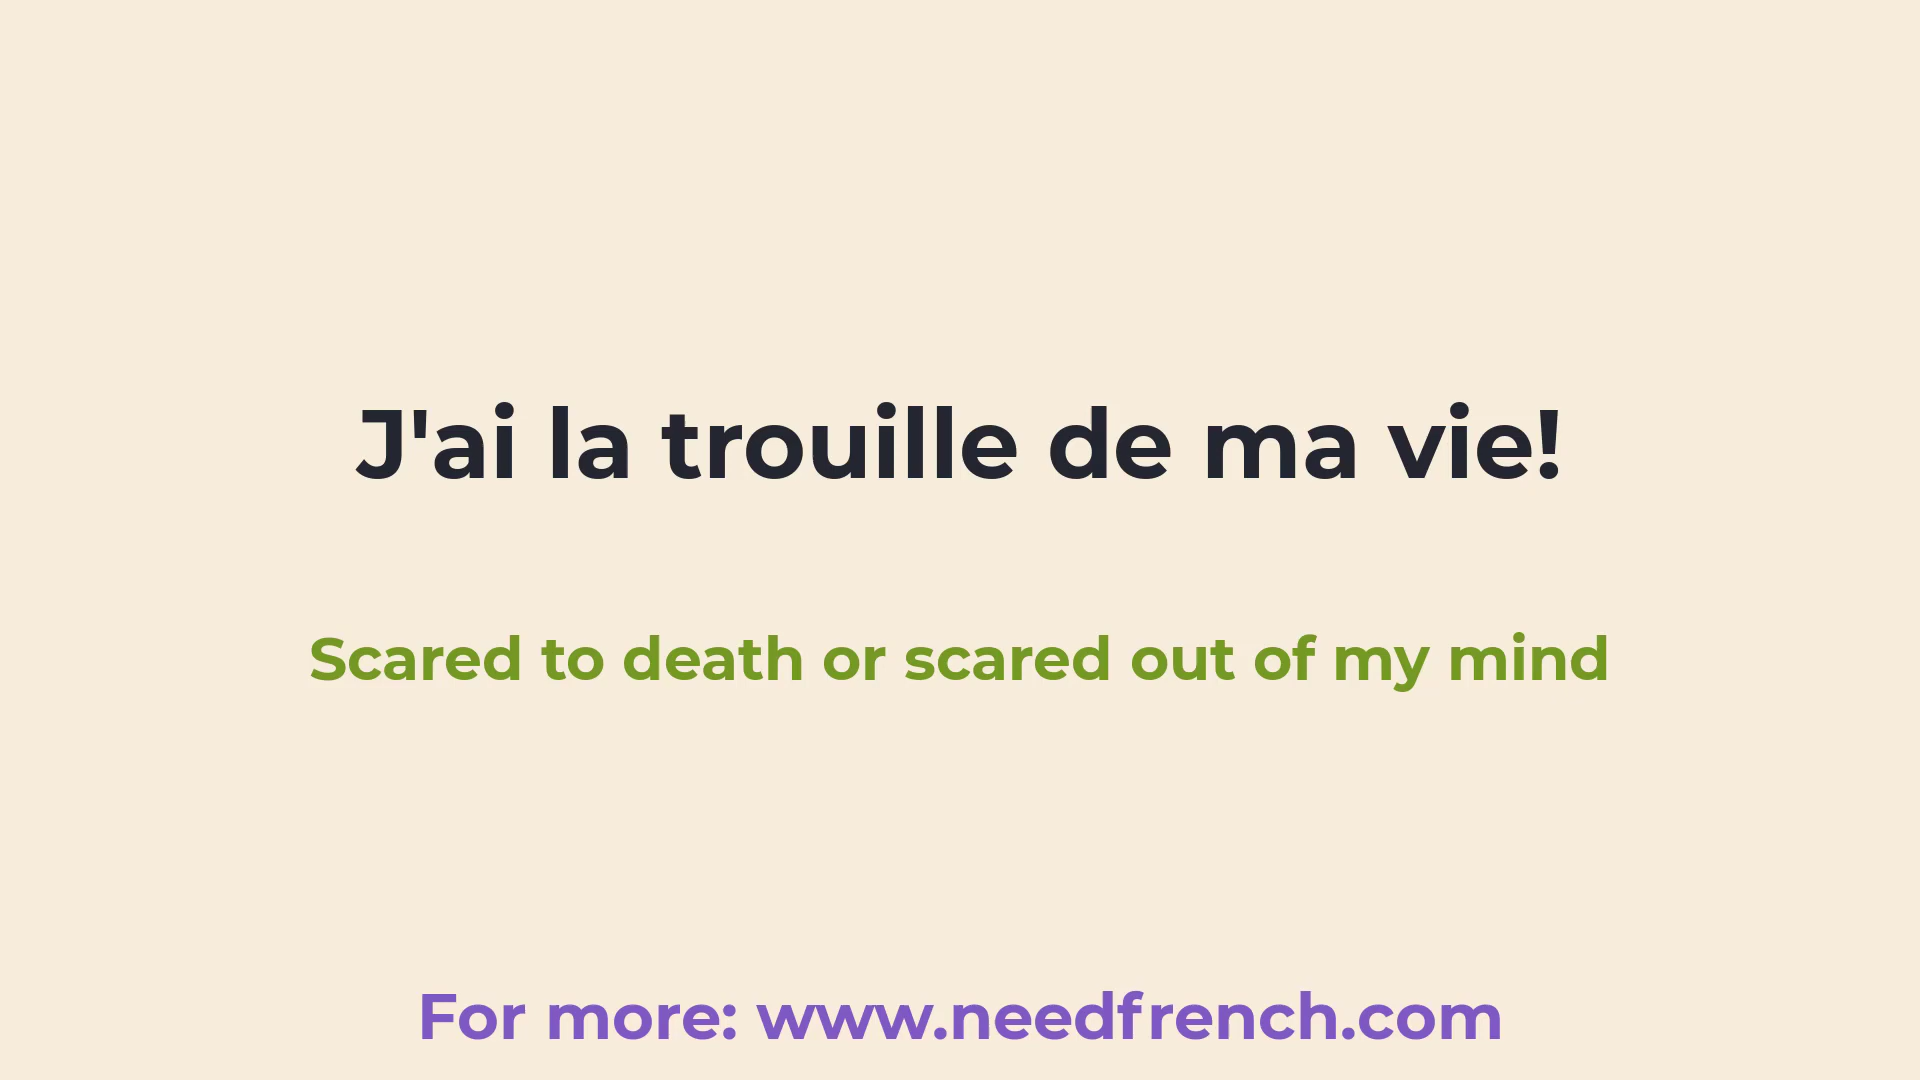 J'ai la trouille de ma vie!
Scared to death or scared out of my mind
For more: www.needfrench.com